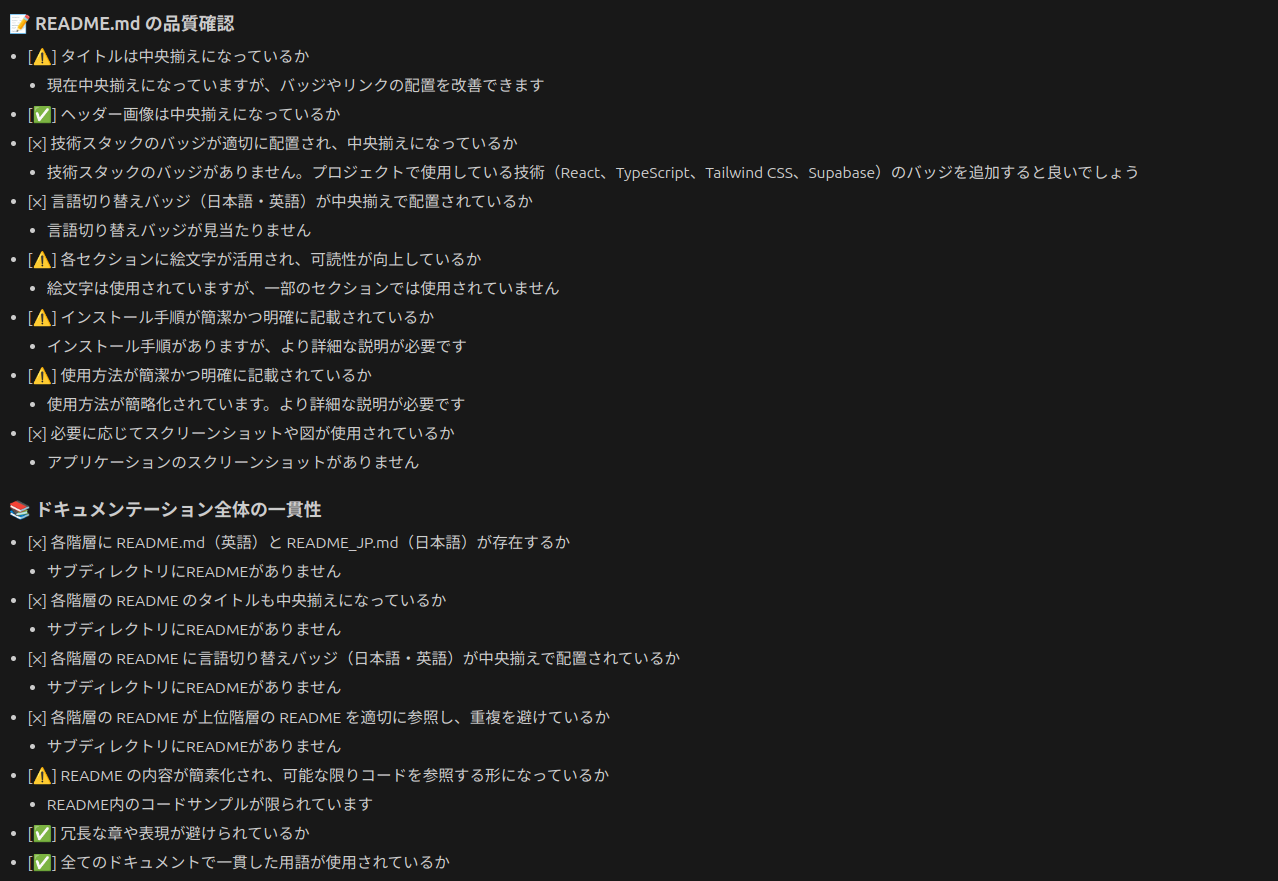 📝 README.md の品質確認
• [⚠️] タイトルは中央揃えになっているか
• 現在中央揃えになっていますが、バッジやリンクの配置を改善できます
• [✅] ヘッダー画像は中央揃えになっているか
• [×] 技術スタックのバッジが適切に配置され、中央揃えになっているか
• 技術スタックのバッジがありません。プロジェクトで使用している技術（React、TypeScript、Tailwind CSS、Supabase）のバッジを追加すると良いでしょう
• [×] 言語切り替えバッジ（日本語・英語）が中央揃えで配置されているか
• 言語切り替えバッジが見当たりません
• [⚠️] 各セクションに絵文字が活用され、可読性が向上しているか
• 絵文字は使用されていますが、一部のセクションでは使用されていません
• [⚠️] インストール手順が簡潔かつ明確に記載されているか
• インストール手順がありますが、より詳細な説明が必要です
• [⚠️] 使用方法が簡潔かつ明確に記載されているか
• 使用方法が簡略化されています。より詳細な説明が必要です
• [×] 必要に応じてスクリーンショットや図が使用されているか
• アプリケーションのスクリーンショットがありません
📚 ドキュメンテーション全体の一貫性
• [×] 各階層に README.md（英語）と README_JP.md（日本語）が存在するか
• サブディレクトリにREADMEがありません
• [×] 各階層の README のタイトルも中央揃えになっているか
• サブディレクトリにREADMEがありません
• [×] 各階層の README に言語切り替えバッジ（日本語・英語）が中央揃えで配置されているか
• サブディレクトリにREADMEがありません
• [×] 各階層の README が上位階層の README を適切に参照し、重複を避けているか
• サブディレクトリにREADMEがありません
• [⚠️] README の内容が簡素化され、可能な限りコードを参照する形になっているか
• README内のコードサンプルが限られています
• [✅] 冗長な章や表現が避けられているか
• [✅] 全てのドキュメントで一貫した用語が使用されているか